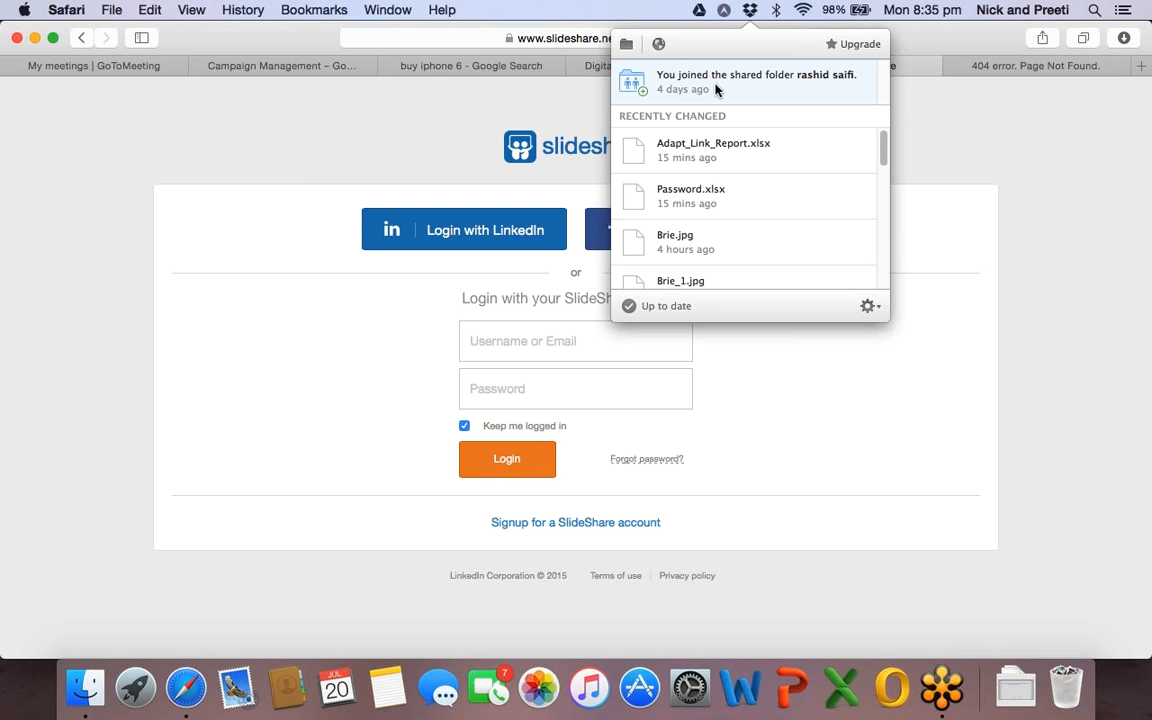 Safari File Edit View History Bookmarks Window Help 98% Mon 8:35 pm Nick and Preeti
www.slideshare.ne
My meetings | GoToMeeting Campaign Management – Go... buy iphone 6 - Google Search Digita e 404 error. Page Not Found.
Upgrade
You joined the shared folder rashid saifi.
4 days ago
RECENTLY CHANGED
Adapt_Link_Report.xlsx
15 mins ago
Password.xlsx
15 mins ago
Brie.jpg
4 hours ago
Brie_1.jpg
Up to date
slidesh
in Login with LinkedIn
or
Login with your SlideSh
Username or Email
Password
Keep me logged in
Login Forgot password?
Signup for a SlideShare account
LinkedIn Corporation © 2015 Terms of use Privacy policy
7
JUL
20